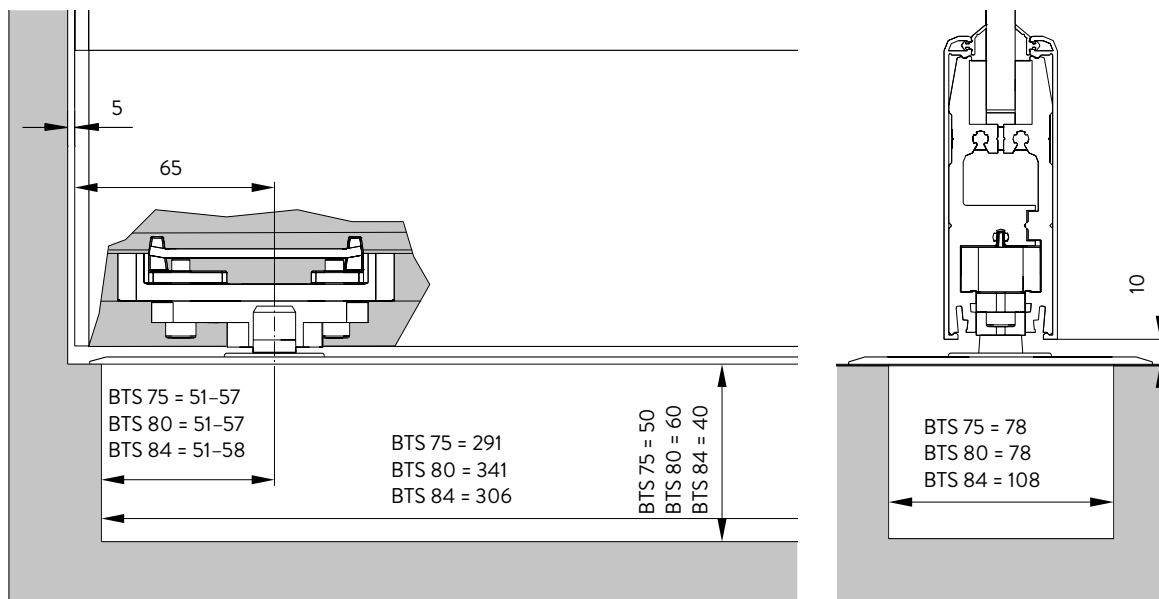 5
65
BTS 75 = 51–57
BTS 80 = 51–57
BTS 84 = 51–58
BTS 75 = 291
BTS 80 = 341
BTS 84 = 306
BTS 75 = 50
BTS 80 = 60
BTS 84 = 40
10
BTS 75 = 78
BTS 80 = 78
BTS 84 = 108